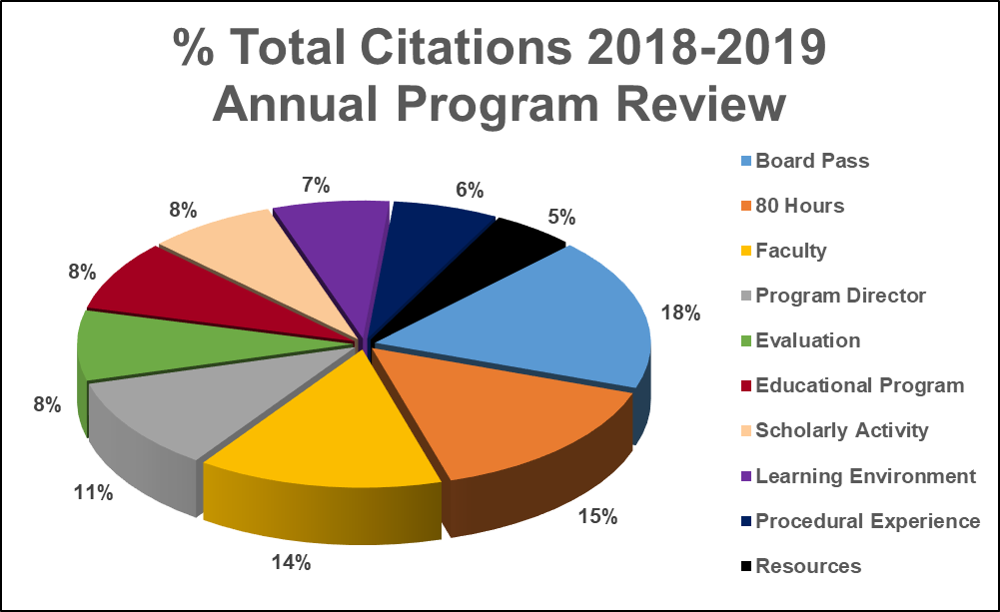 % Total Citations 2018-2019
Annual Program Review
7%
6%
5%
8%
8%
18%
8%
11%
15%
14%
Board Pass
80 Hours
Faculty
Program Director
Evaluation
Educational Program
Scholarly Activity
Learning Environment
Procedural Experience
Resources